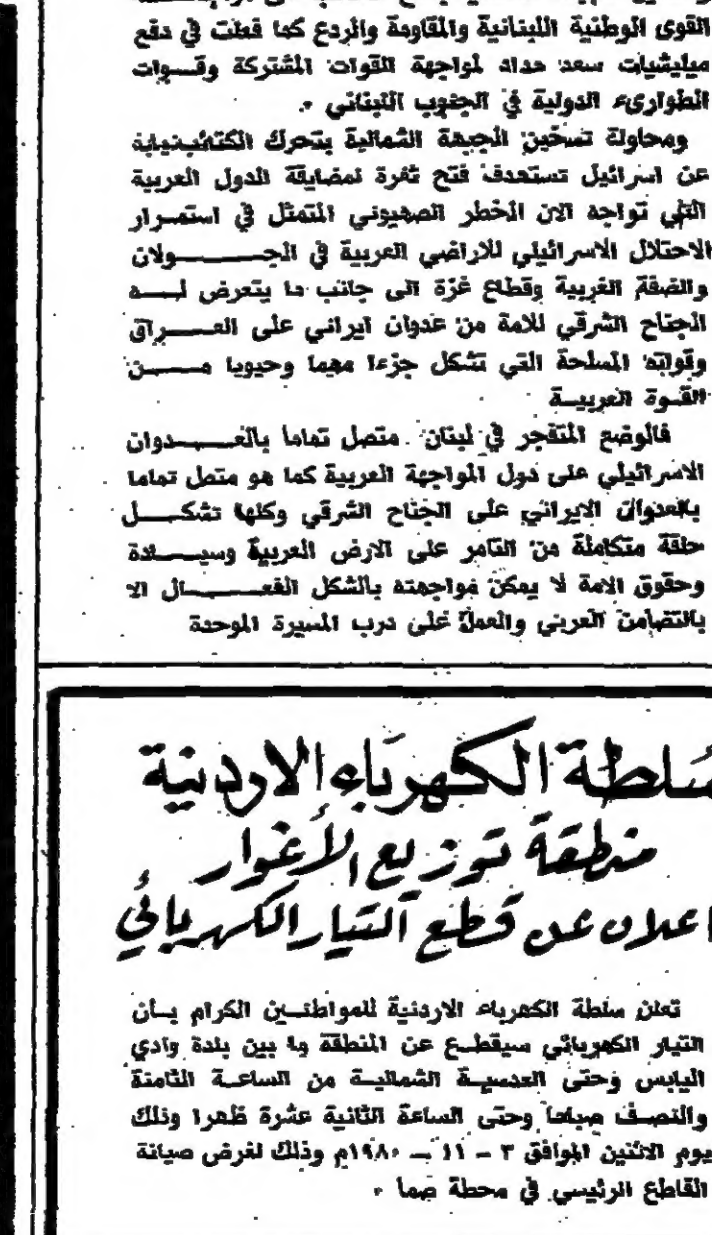 القوى الوطنية اللبنانية والمقاومة والردع كما فعلت في دفع
ميليشيات سعد حداد لمواجهة القوات المشتركة وقسوات
الطوارىء الدولية في الجنوب اللبناني .
ومحاولة تسخين الجبهة الشمالية بتحرك الكتائب نيابة
عن اسرائيل تستهدف فتح ثغرة لمضايقة الدول العربية
التي تواجه الان الخطر الصهيوني المتمثل في استمرار
الاحتلال الاسرائيلي للاراضي العربية في الجولان
والضفة الغربية وقطاع غزة الى جانب ما يتعرض له
الجناح الشرقي للامة من عدوان ايراني على العراق
وقواته المسلحة التي تشكل جزءا مهما وحيويا من
القوة العربية
فالوضع المتفجر في لبنان متصل تماما بالعدوان
الاسرائيلي على دول المواجهة العربية كما هو متصل تماما
بالعدوان الايراني على الجناح الشرقي وكلها تشكل
حلقة متكاملة من التامر على الارض العربية وسيادة
وحقوق الامة لا يمكن مواجهته بالشكل الفعال الا
بالتضامن العربي والعمل على درب المسيرة الموحدة
سلطة الكهرباء الاردنية
منطقة توزيع الأغوار
اعلان عن قطع التيار الكهربائي
تعلن سلطة الكهرباء الاردنية للمواطنين الكرام بأن
التيار الكهربائي سيقطع عن المنطقة ما بين بلدة وادي
اليابس وحتى العدسية الشمالية من الساعة الثامنة
والنصف صباحا وحتى الساعة الثانية عشرة ظهرا وذلك
يوم الاثنين الموافق ٣ - ١١ - ١٩٨٠م وذلك لغرض صيانة
القاطع الرئيسي في محطة صما .